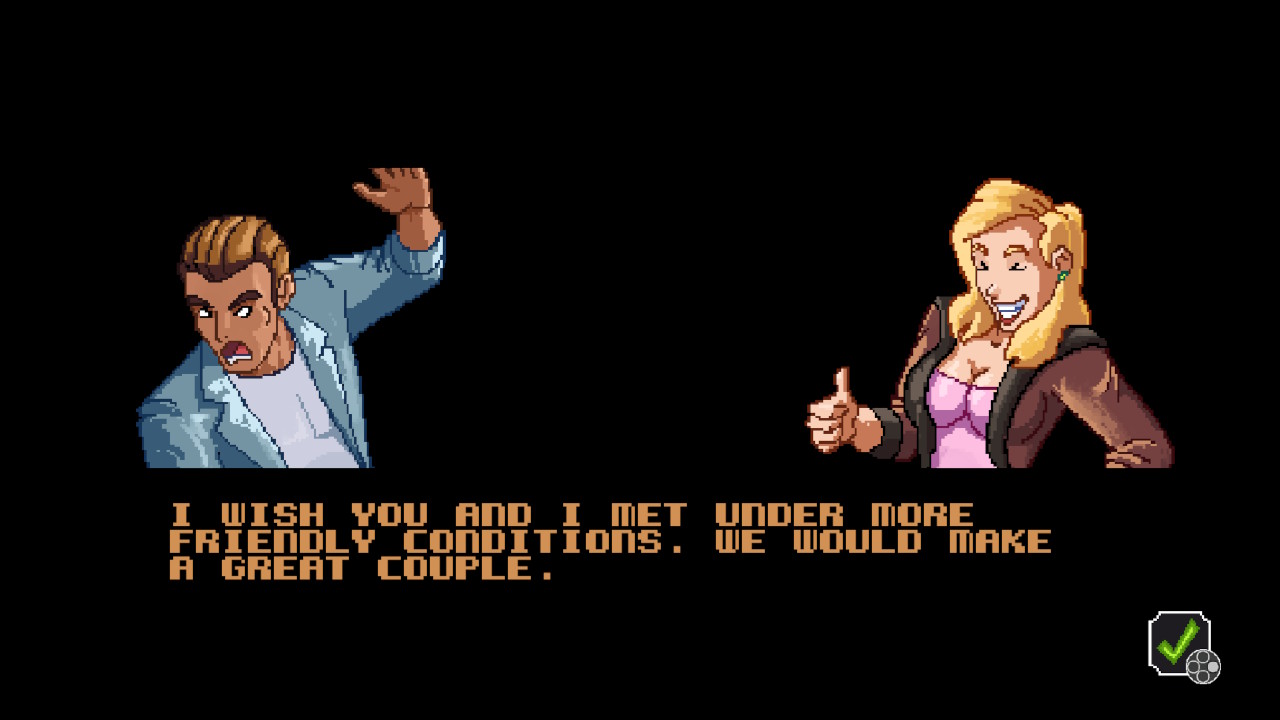 I WISH YOU AND I MET UNDER MORE
FRIENDLY CONDITIONS. WE WOULD MAKE
A GREAT COUPLE.